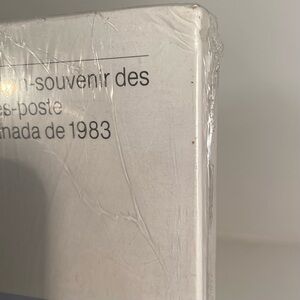 n-souvenir des
es-poste
nada de 1983